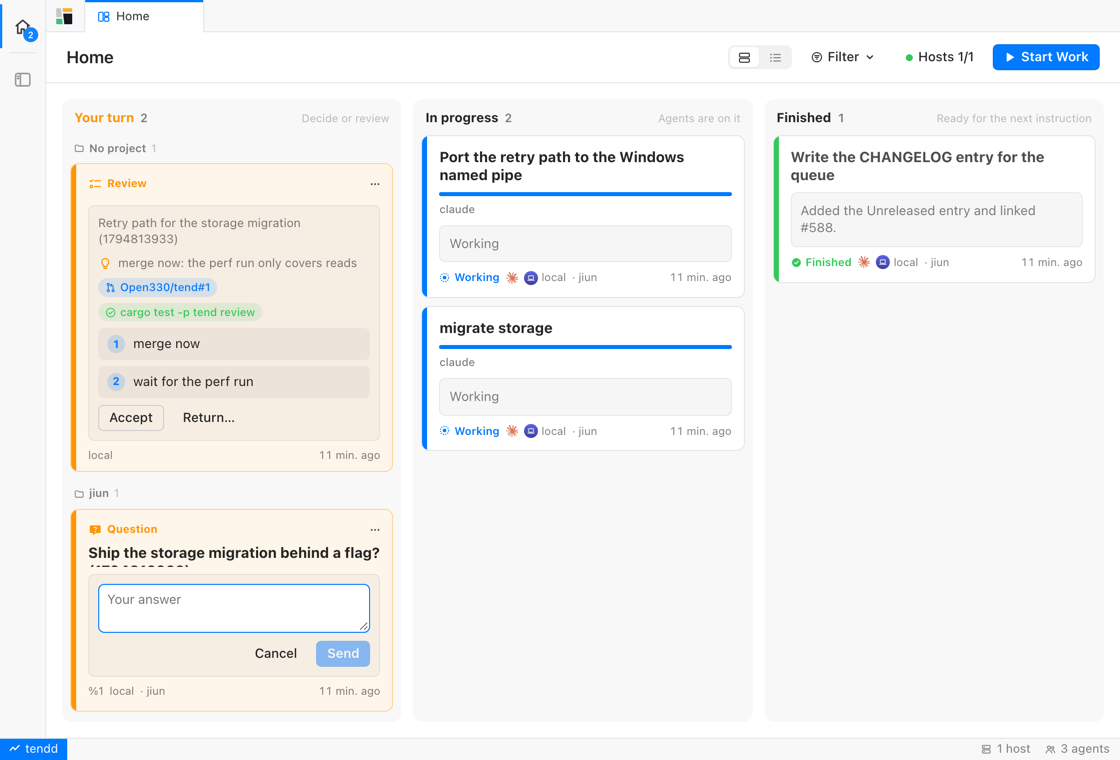 2
Home
Home
Filter
Hosts 1/1
Start Work
Your turn 2
Decide or review
No project 1
Review
...
Retry path for the storage migration
(1794813933)
merge now: the perf run only covers reads
Open330/tend#1
cargo test -p tend review
1 merge now
2 wait for the perf run
Accept Return...
local 11 min. ago
jiun 1
Question
...
Ship the storage migration behind a flag?
Your answer
Cancel Send
%1 local · jiun 11 min. ago
In progress 2
Agents are on it
Port the retry path to the Windows
named pipe
claude
Working
Working local · jiun 11 min. ago
migrate storage
claude
Working
Working local · jiun 11 min. ago
Finished 1
Ready for the next instruction
Write the CHANGELOG entry for the
queue
Added the Unreleased entry and linked
#588.
Finished local · jiun 11 min. ago
tendd
1 host 3 agents